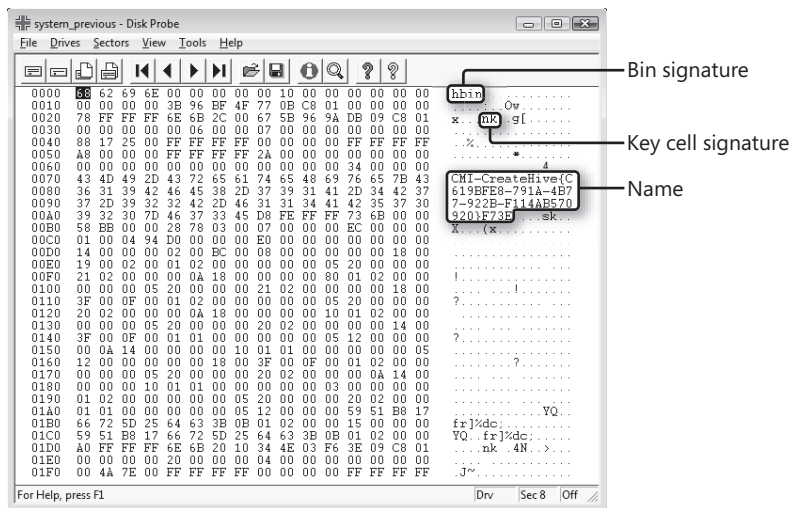 system_previous - Disk Probe
File Drives Sectors View Tools Help
0000 68 62 69 6E 00 00 00 00 00 10 00 00 00 00 00 00 hbin............
0010 00 00 00 00 3B 96 BF 4F 77 0B C8 01 00 00 00 00 .......Ow.......
0020 78 FF FF FF 6E 6B 2C 00 67 5B 96 9A DB 09 C8 01 x...nk..g[......
0030 00 00 00 00 00 06 00 00 07 00 00 00 00 00 00 00 ................
0040 88 17 25 00 FF FF FF FF 00 00 00 00 FF FF FF FF ..%.............
0050 A8 00 00 00 FF FF FF FF 2A 00 00 00 00 00 00 00 ........*.......
0060 00 00 00 00 00 00 00 00 00 00 00 00 34 00 00 00 ............4...
0070 43 4D 49 2D 43 72 65 61 74 65 48 69 76 65 7B 43 CMI-CreateHive{C
0080 36 31 39 42 46 45 38 2D 37 39 31 41 2D 34 42 37 619BFE8-791A-4B7
0090 37 2D 39 32 32 42 2D 46 31 31 34 41 42 35 37 30 7-922B-F114AB570
00A0 39 32 30 7D 46 37 33 45 D8 FE FF FF 73 6B 00 00 920}F73E....sk..
00B0 58 BB 00 00 28 78 03 00 07 00 00 00 EC 00 00 00 X...(x..........
00C0 01 00 04 94 D0 00 00 00 E0 00 00 00 00 00 00 00
00D0 14 00 00 00 02 00 BC 00 08 00 00 00 00 00 18 00 ................
00E0 19 00 02 00 01 02 00 00 00 00 00 05 20 00 00 00 ................
00F0 21 02 00 00 00 0A 18 00 00 00 00 80 01 02 00 00 !...............
0100 00 00 00 05 20 00 00 00 21 02 00 00 00 00 18 00 ........!.......
0110 3F 00 0F 00 01 02 00 00 00 00 00 05 20 00 00 00 ?...............
0120 20 02 00 00 00 0A 18 00 00 00 00 10 01 02 00 00 ................
0130 00 00 00 05 20 00 00 00 20 02 00 00 00 00 14 00 .... ... .......
0140 3F 00 0F 00 01 01 00 00 00 00 00 05 12 00 00 00 ?...............
0150 00 0A 14 00 00 00 00 10 01 01 00 00 00 00 00 05 ................
0160 12 00 00 00 00 00 18 00 3F 00 0F 00 01 02 00 00 ........?.......
0170 00 00 00 05 20 00 00 00 20 02 00 00 00 0A 14 00 ................
0180 00 00 00 10 01 01 00 00 00 00 00 03 00 00 00 00 ................
0190 01 02 00 00 00 00 00 05 20 00 00 00 20 02 00 00 ................
01A0 01 01 00 00 00 00 00 05 12 00 00 00 59 51 B8 17 ............YQ..
01B0 66 72 5D 25 64 63 3B 0B 01 02 00 00 15 00 00 00 fr]%dc;.........
01C0 59 51 B8 17 66 72 5D 25 64 63 3B 0B 01 02 00 00 YQ..fr]%dc;.....
01D0 A0 FF FF FF 6E 6B 20 10 34 4E 03 F6 3E 09 C8 01 ....nk .4N..>...
01E0 00 00 00 00 20 00 00 00 04 00 00 00 00 00 00 00 .... ...........
01F0 00 4A 7E 00 FF FF FF FF 00 00 00 00 FF FF FF FF .J~.............
For Help, press F1 Drv Sec 8 Off
Bin signature
Key cell signature
Name